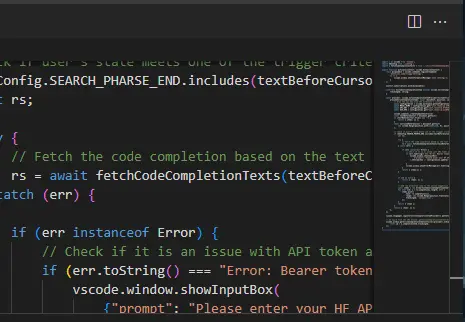 ck if user's state meets one of the trigger crite
Config.SEARCH_PHARSE_END.includes(textBeforeCurso
t rs;
y {
// Fetch the code completion based on the text
rs = await fetchCodeCompletionTexts(textBeforeC
catch (err) {
if (err instanceof Error) {
// Check if it is an issue with API token a
if (err.toString() === "Error: Bearer token
vscode.window.showInputBox(
{"prompt": "Please enter your HF AP